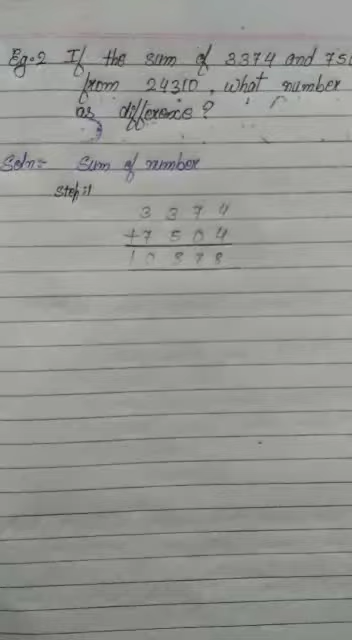 Eg.2 If the sum of 3374 and 750
from 24310, what number
as difference?
Soln= Sum of number
Step:1
3 3 7 4
+7 5 0 4
1 0 8 7 8